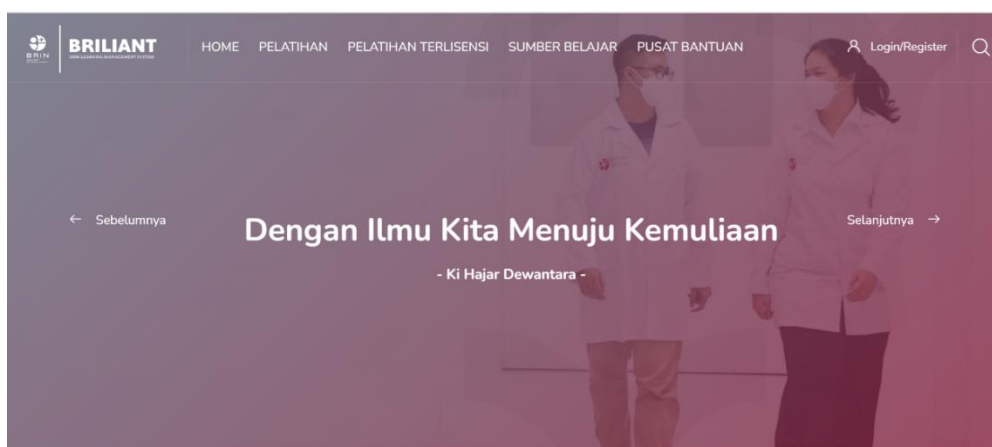 BRIN
BRILIANT
HOME PELATIHAN PELATIHAN TERLISENSI SUMBER BELAJAR PUSAT BANTUAN
Login/Register
← Sebelumnya
Dengan Ilmu Kita Menuju Kemuliaan
Selanjutnya →
- Ki Hajar Dewantara -